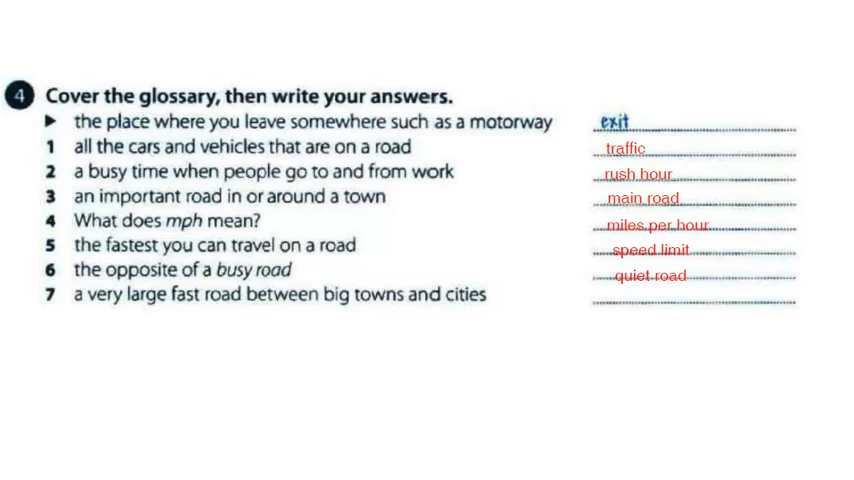 4 Cover the glossary, then write your answers.
▶ the place where you leave somewhere such as a motorway exit
1 all the cars and vehicles that are on a road traffic
2 a busy time when people go to and from work rush hour
3 an important road in or around a town main road
4 What does mph mean? miles per hour
5 the fastest you can travel on a road speed limit
6 the opposite of a busy road quiet road
7 a very large fast road between big towns and cities